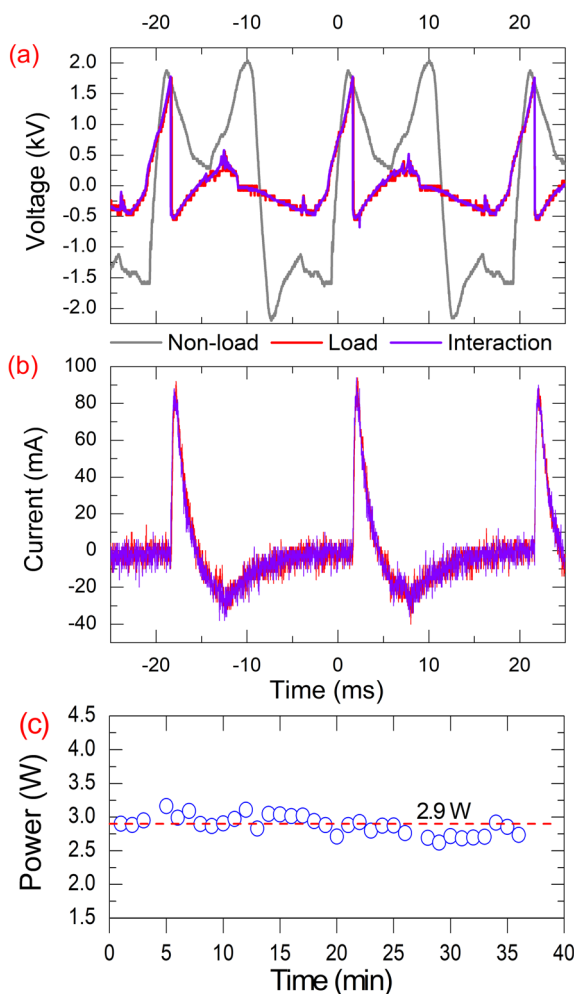 -20 -10 0 10 20
(a)
Voltage (kV)
2.0
1.5
1.0
0.5
0.0
-0.5
-1.0
-1.5
-2.0
Non-load Load Interaction
(b)
Current (mA)
100
80
60
40
20
0
-20
-40
-20 -10 0 10 20
Time (ms)
(c)
Power (W)
4.5
4.0
3.5
3.0
2.5
2.0
1.5
2.9 W
0 5 10 15 20 25 30 35 40
Time (min)